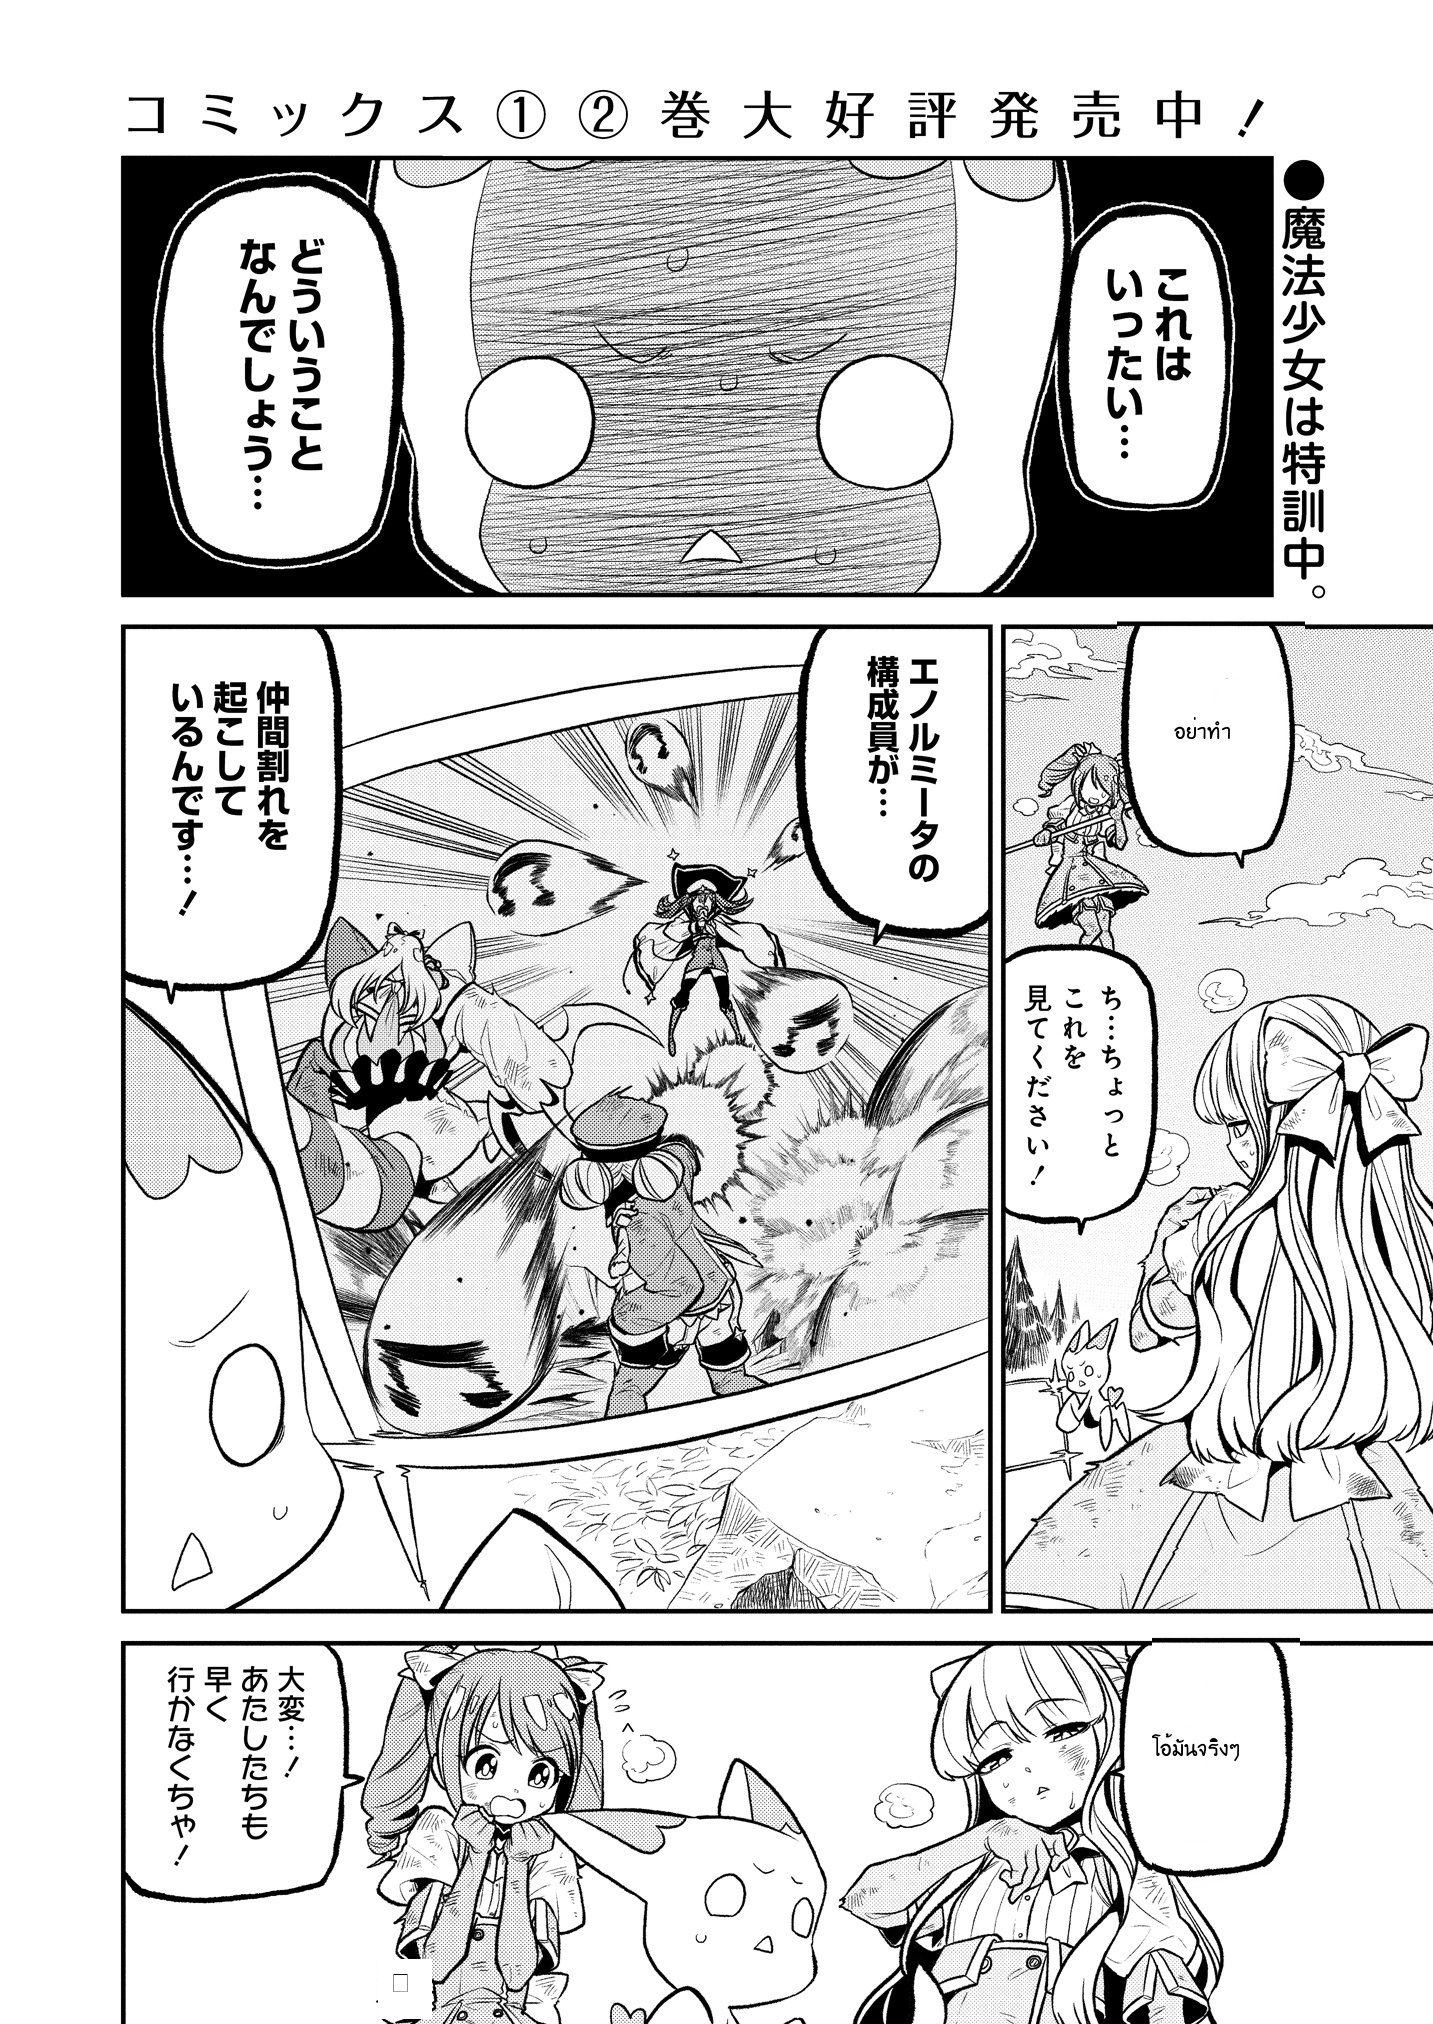 コミックス①②巻大好評発売中！
●魔法少女は特訓中。
これは
いったい…
どういうこと
なんでしょう…
อย่าทำ
ち…ちょっと
これを
見てください！
エノルミータの
構成員が…
仲間割れを
起こして
いるんです…！
โอ้มันจริงๆ
大変…！
あたしたちも
早く
行かなくちゃ！